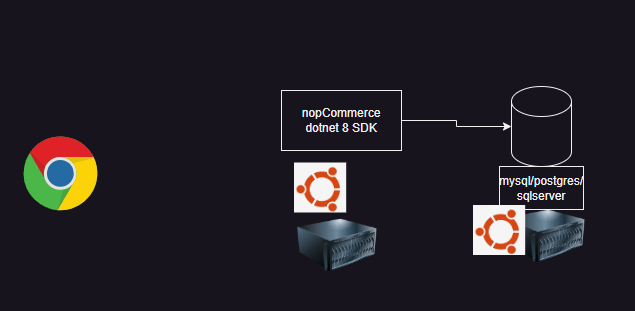 nopCommerce
dotnet 8 SDK
mysql/postgres/
sqlserver